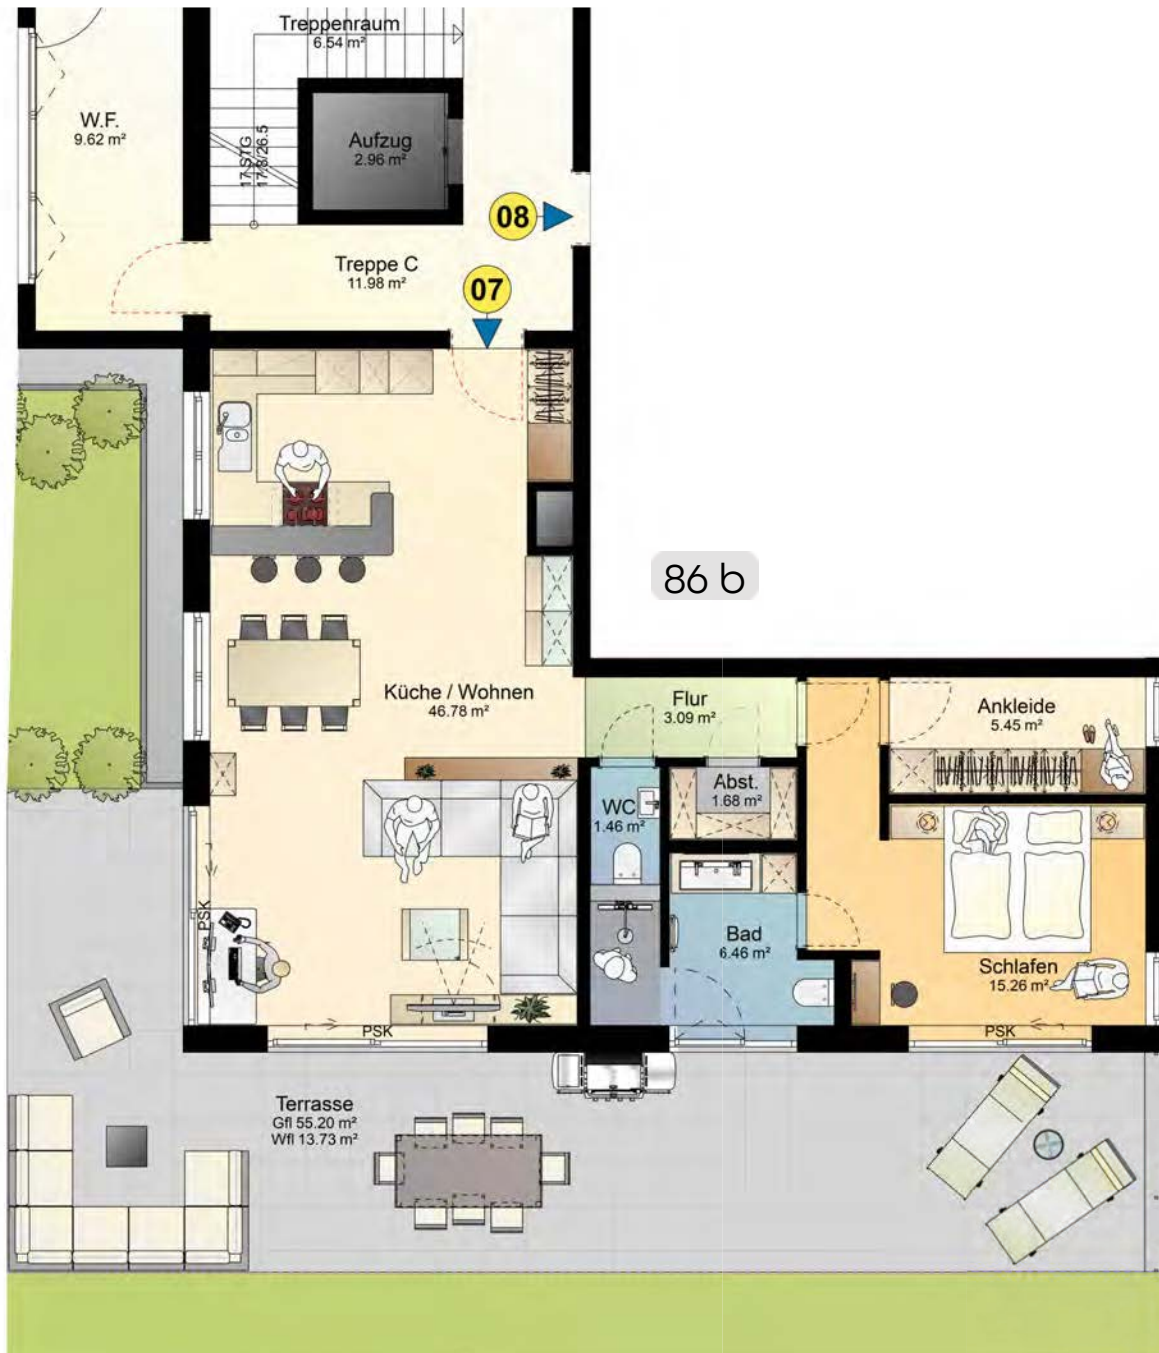 Treppenraum
6.54 m²
W.F.
9.62 m²
Aufzug
2.96 m²
17 STG
17.8/26.5
08
Treppe C
11.98 m²
07
86 b
Küche / Wohnen
46.78 m²
Flur
3.09 m²
Ankleide
5.45 m²
WC
1.46 m²
Abst.
1.68 m²
PSK
Bad
6.46 m²
Schlafen
15.26 m²
PSK
PSK
Terrasse
Gfl 55.20 m²
Wfl 13.73 m²